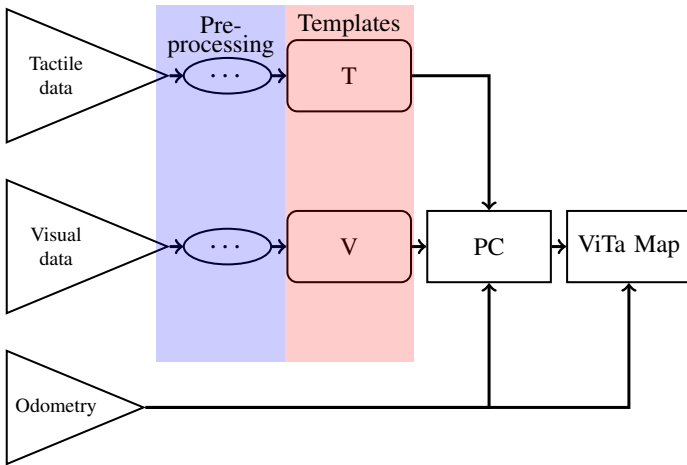 Pre-
processing
Templates
Tactile
data
· · ·
T
Visual
data
· · ·
V
PC
ViTa Map
Odometry